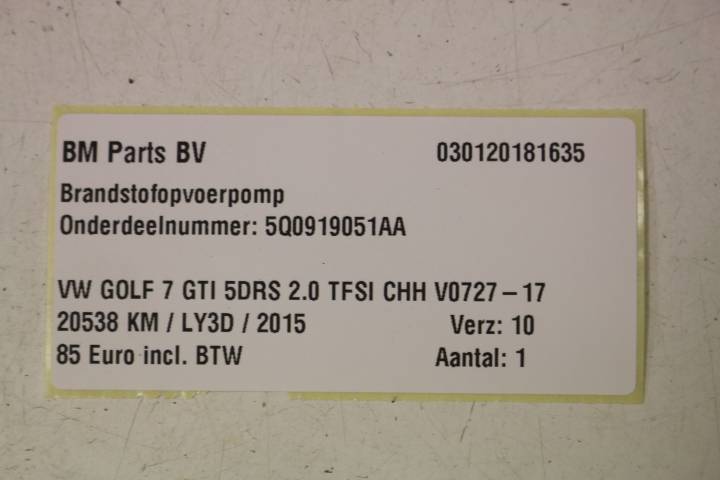 BM Parts BV 030120181635
Brandstofopvoerpomp
Onderdeelnummer: 5Q0919051AA
VW GOLF 7 GTI 5DRS 2.0 TFSI CHH V0727-17
20538 KM / LY3D / 2015 Verz: 10
85 Euro incl. BTW Aantal: 1